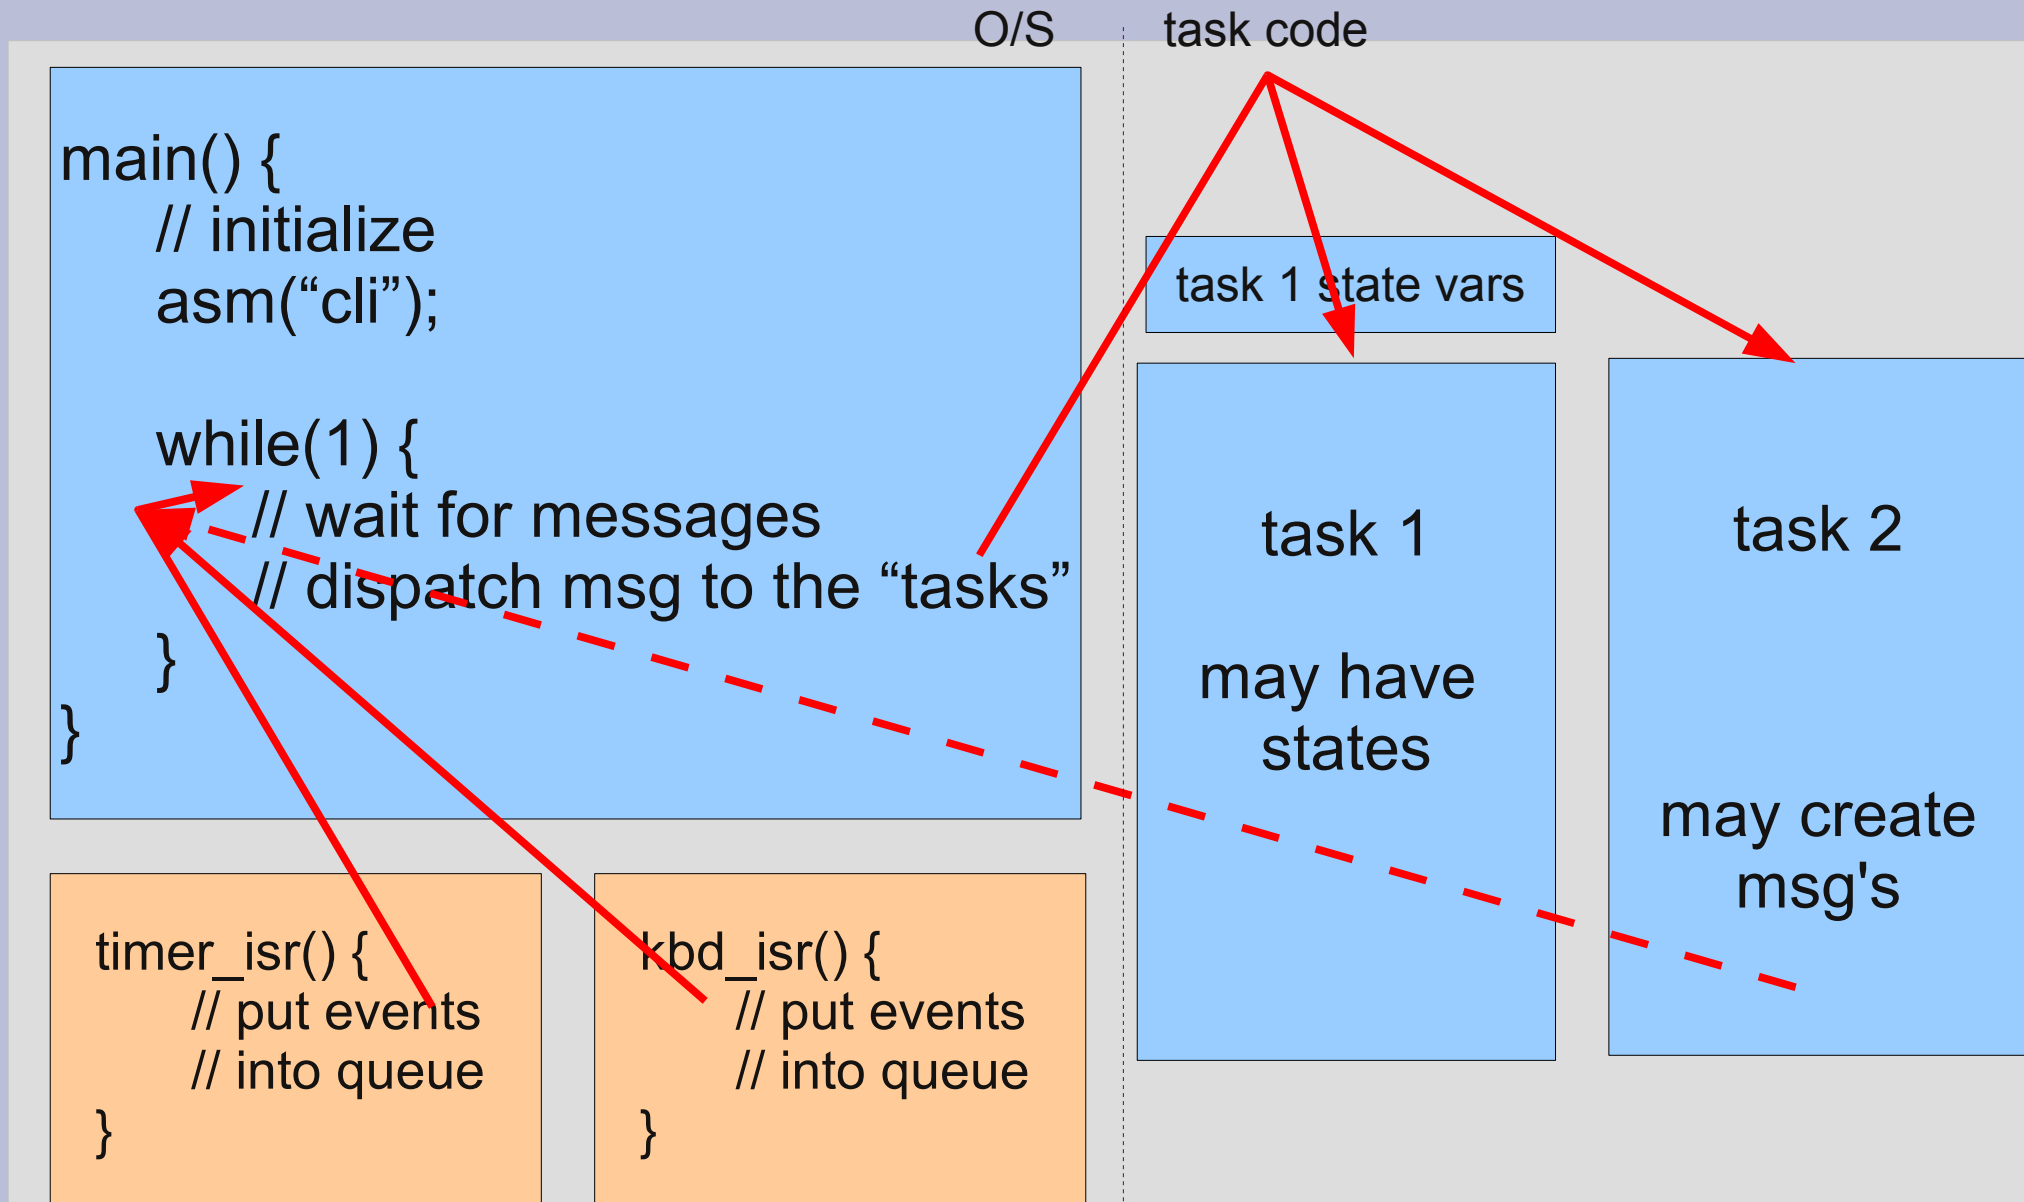 O/S
task code
main() {
// initialize
asm(“cli”);
while(1) {
// wait for messages
// dispatch msg to the “tasks”
}
}
task 1 state vars
task 1
may have
states
task 2
may create
msg's
timer_isr() {
// put events
// into queue
}
kbd_isr() {
// put events
// into queue
}